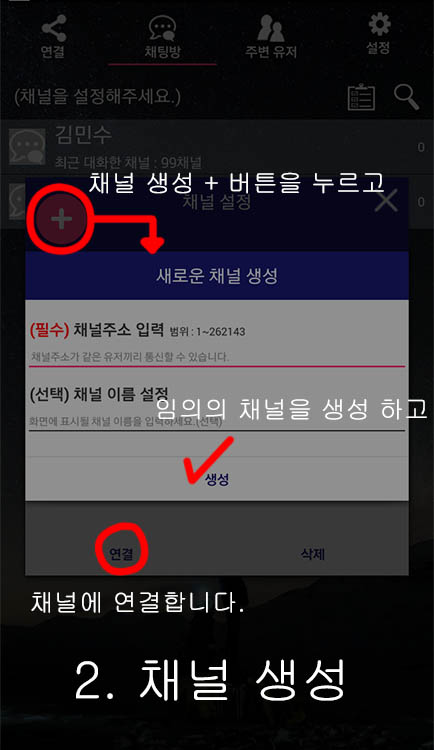 연결
채팅방
주변 유저
설정
(채널을 설정해주세요.)
김민수
0
최근 대화한 채널 : 99채널
채널 생성 + 버튼을 누르고
채널 설정
0
새로운 채널 생성
(필수) 채널주소 입력 범위 : 1~262143
채널주소가 같은 유저끼리 통신할 수 있습니다.
(선택) 채널 이름 설정
임의의 채널을 생성 하고
화면에 표시될 채널 이름을 입력하세요.(선택)
생성
연결
삭제
채널에 연결합니다.
2. 채널 생성